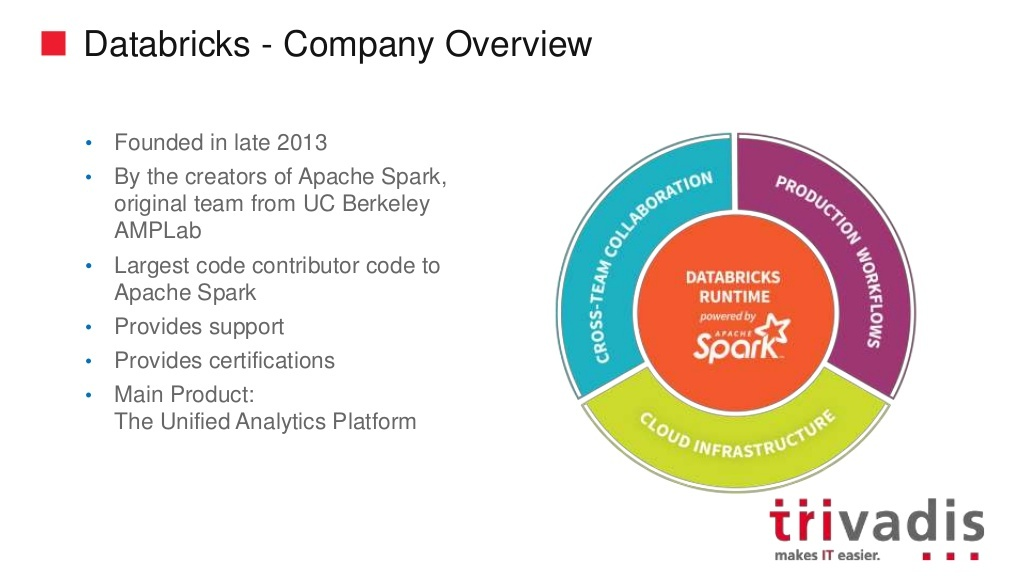 Databricks - Company Overview
• Founded in late 2013
• By the creators of Apache Spark,
original team from UC Berkeley
AMPLab
• Largest code contributor code to
Apache Spark
• Provides support
• Provides certifications
• Main Product:
The Unified Analytics Platform
CROSS-TEAM COLLABORATION
PRODUCTION WORKFLOWS
DATABRICKS
RUNTIME
powered by
APACHE
Spark
CLOUD INFRASTRUCTURE
trivadis
makes IT easier.